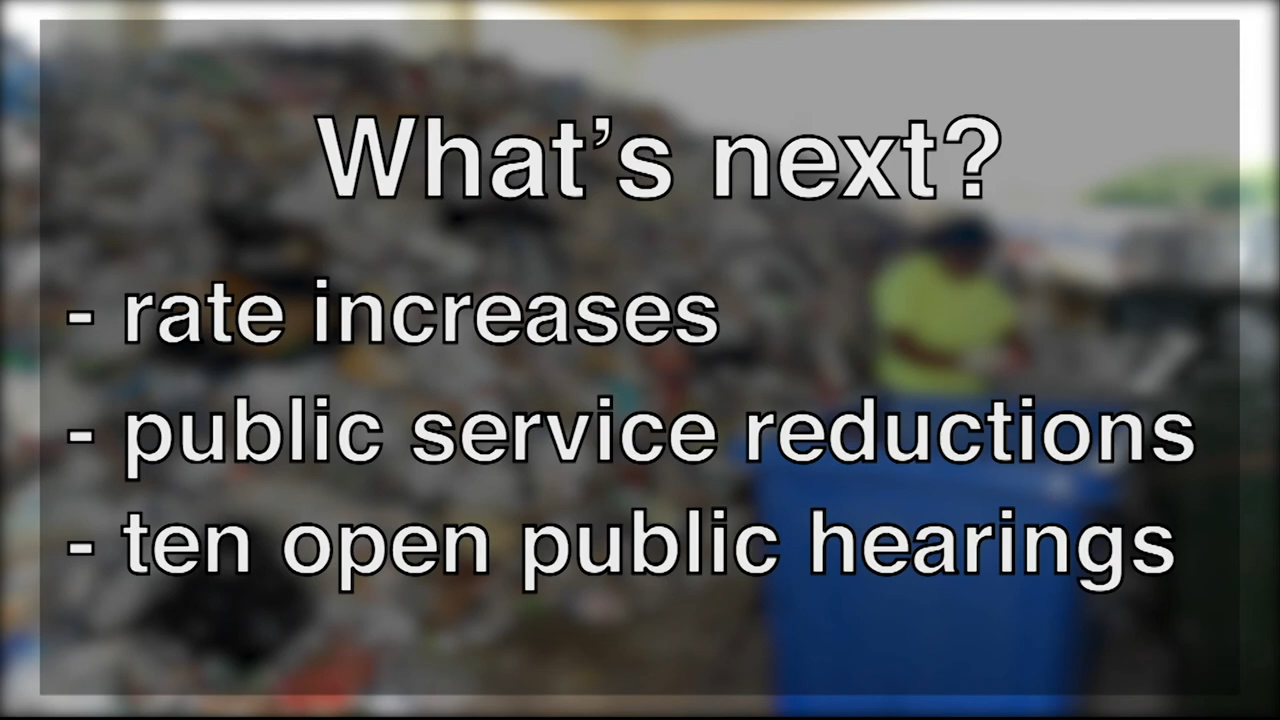 What’s next?
- rate increases
- public service reductions
- ten open public hearings